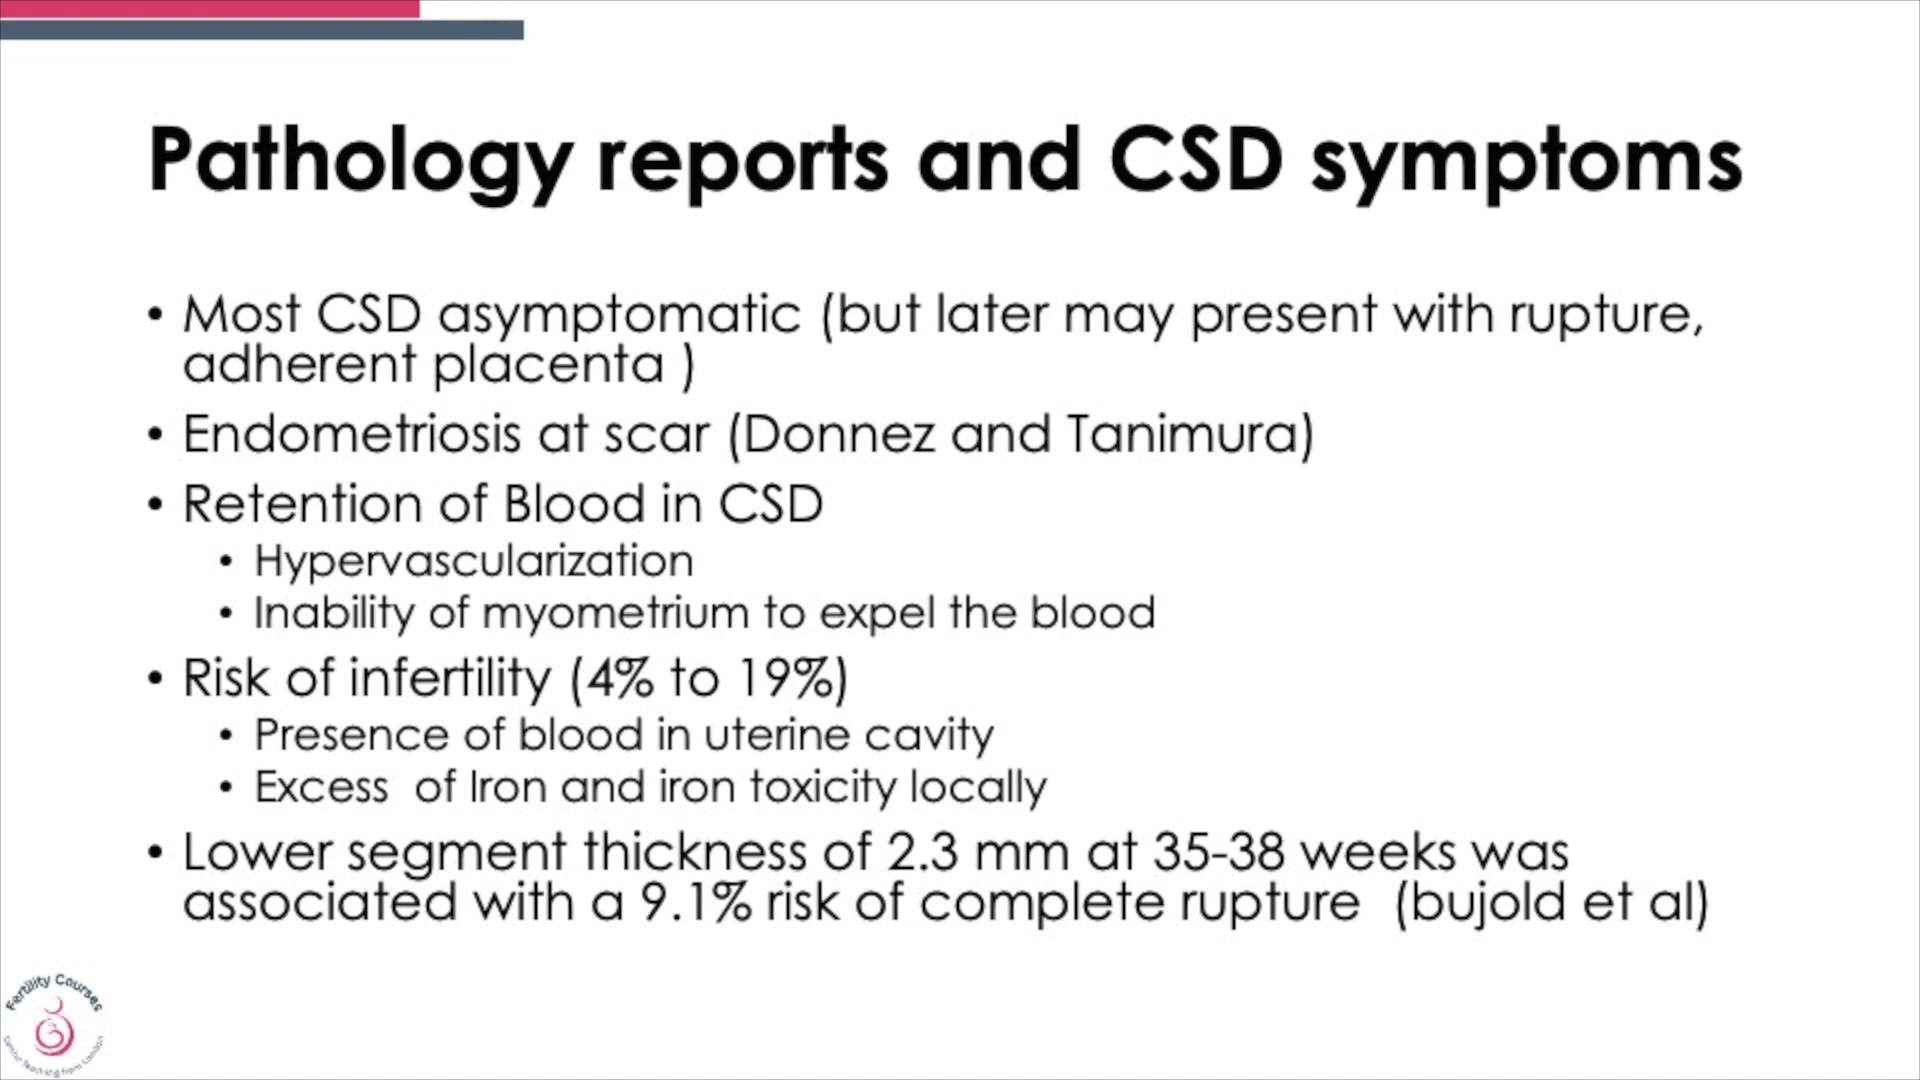 Pathology reports and CSD symptoms
• Most CSD asymptomatic (but later may present with rupture,
adherent placenta )
• Endometriosis at scar (Donnez and Tanimura)
• Retention of Blood in CSD
• Hypervascularization
• Inability of myometrium to expel the blood
• Risk of infertility (4% to 19%)
• Presence of blood in uterine cavity
• Excess  of Iron and iron toxicity locally
• Lower segment thickness of 2.3 mm at 35-38 weeks was
associated with a 9.1% risk of complete rupture  (bujold et al)
Fertility Courses